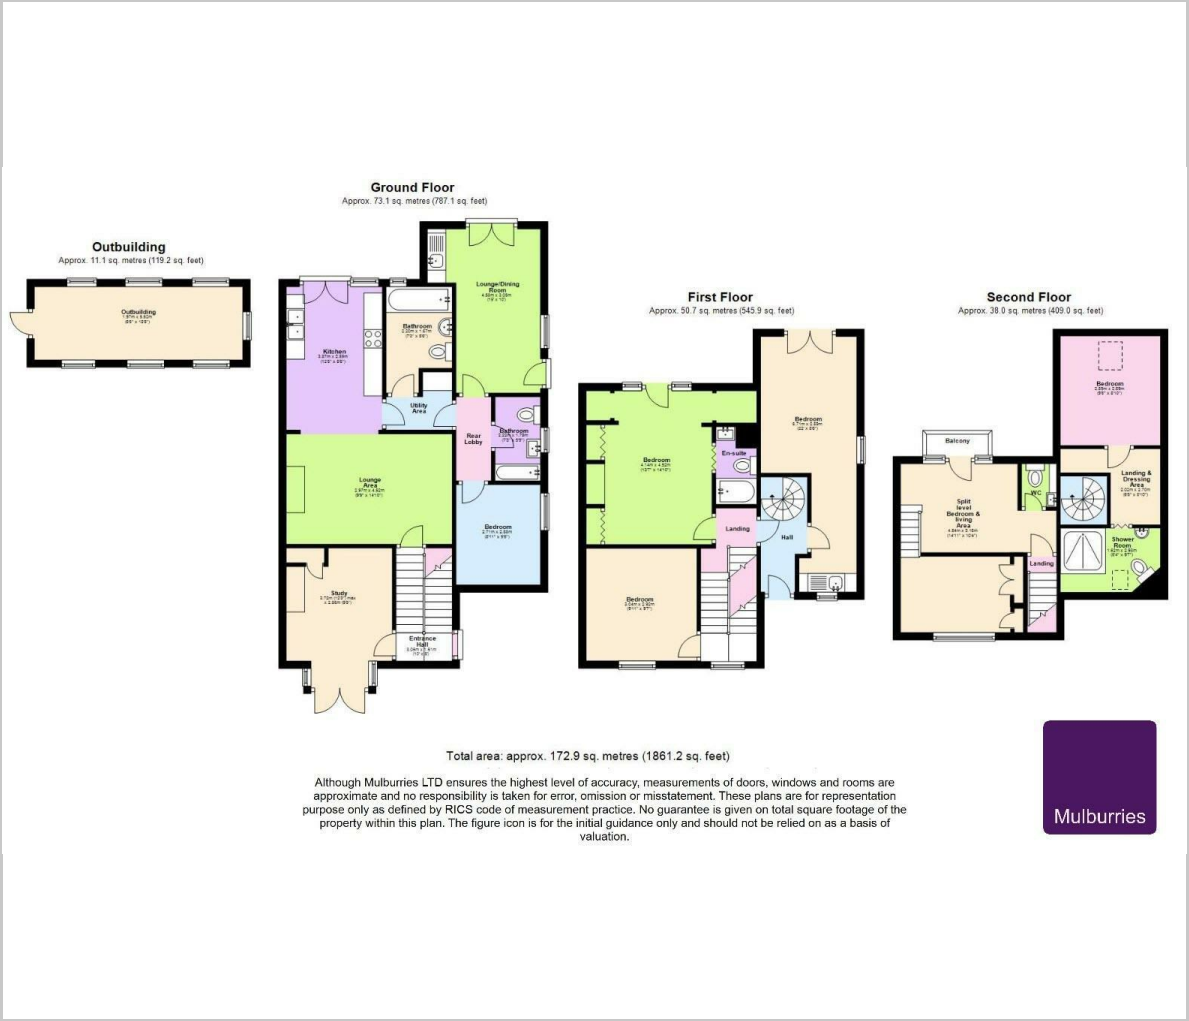 Ground Floor
Approx. 73.1 sq. metres (787.1 sq. feet)
Outbuilding
Approx. 11.1 sq. metres (119.2 sq. feet)
Outbuilding
Lounge/Dining
Room
Bathroom
Kitchen
Utility
Area
Rear
Lobby
Bathroom
Lounge
Area
Bedroom
Study
Entrance
Hall
First Floor
Approx. 50.7 sq. metres (545.9 sq. feet)
Bedroom
Bedroom
En-suite
Landing
Hall
Bedroom
Second Floor
Approx. 38.0 sq. metres (409.0 sq. feet)
Bedroom
Balcony
Landing &
Dressing
Area
WC
Split
level
Bedroom &
living
Area
Shower
Room
Landing
Total area: approx. 172.9 sq. metres (1861.2 sq. feet)
Although Mulburries LTD ensures the highest level of accuracy, measurements of doors, windows and rooms are
approximate and no responsibility is taken for error, omission or misstatement. These plans are for representation
purpose only as defined by RICS code of measurement practice. No guarantee is given on total square footage of the
property within this plan. The figure icon is for the initial guidance only and should not be relied on as a basis of
valuation.
Mulburries